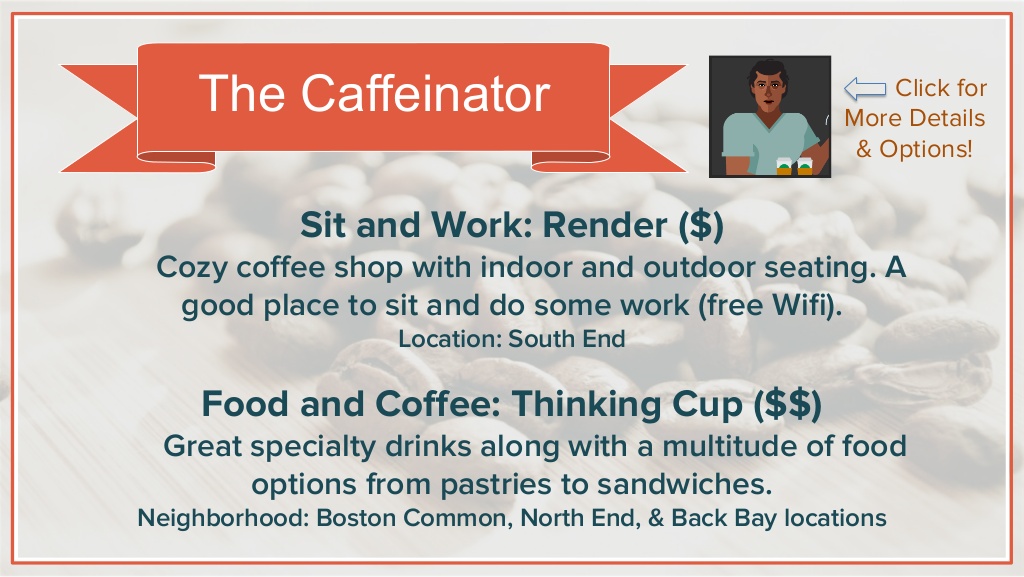 The Caffeinator
Click for
More Details
& Options!
Sit and Work: Render ($)
Cozy coffee shop with indoor and outdoor seating. A
good place to sit and do some work (free Wifi).
Location: South End
Food and Coffee: Thinking Cup ($$)
Great specialty drinks along with a multitude of food
options from pastries to sandwiches.
Neighborhood: Boston Common, North End, & Back Bay locations